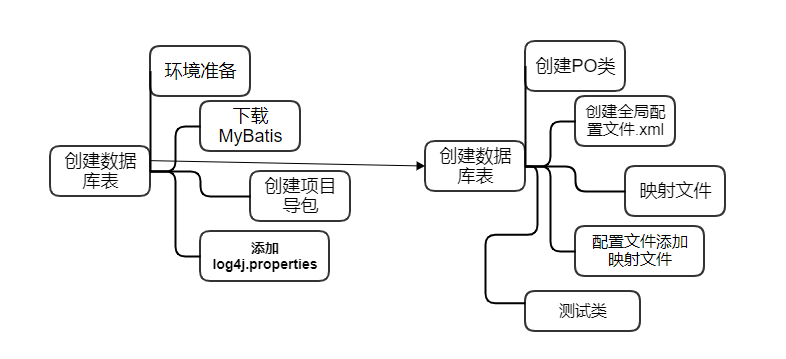 环境准备
下载
MyBatis
创建数据
库表
创建项目
导包
添加
log4j.properties
创建PO类
创建全局配
置文件.xml
创建数据
库表
映射文件
配置文件添加
映射文件
测试类